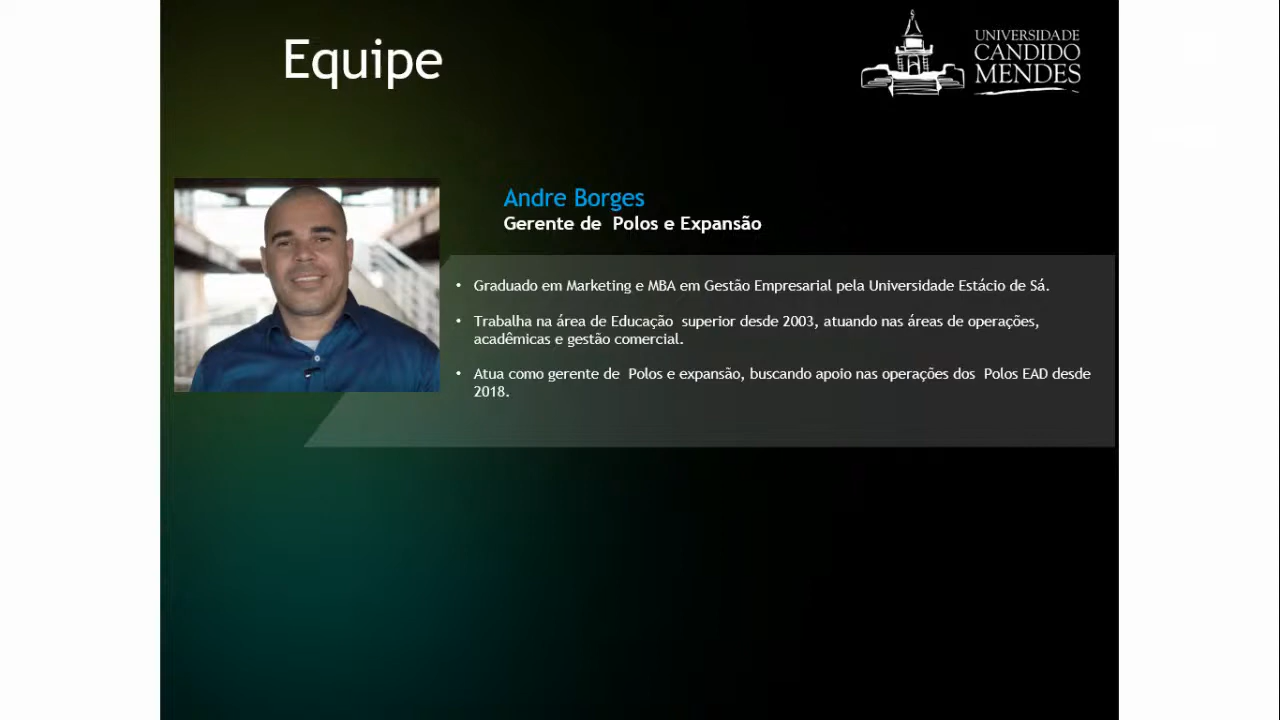 Equipe
UNIVERSIDADE
CANDIDO
MENDES
Andre Borges
Gerente de  Polos e Expansão
• Graduado em Marketing e MBA em Gestão Empresarial pela Universidade Estácio de Sá.
• Trabalha na área de Educação  superior desde 2003, atuando nas áreas de operações,
acadêmicas e gestão comercial.
• Atua como gerente de  Polos e expansão, buscando apoio nas operações dos  Polos EAD desde
2018.